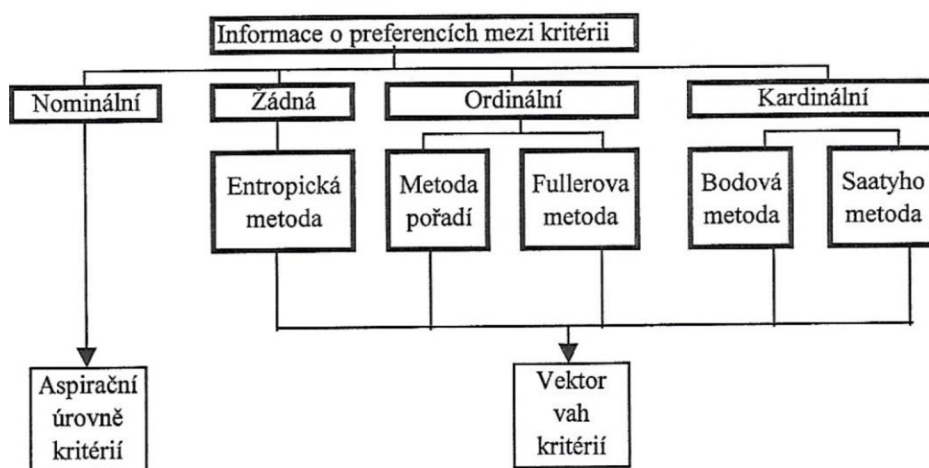 Informace o preferencích mezi kritérii
Nominální
Žádná
Ordinální
Kardinální
Entropická
metoda
Metoda
pořadí
Fullerova
metoda
Bodová
metoda
Saatyho
metoda
Aspirační
úrovně
kritérií
Vektor
vah
kritérií